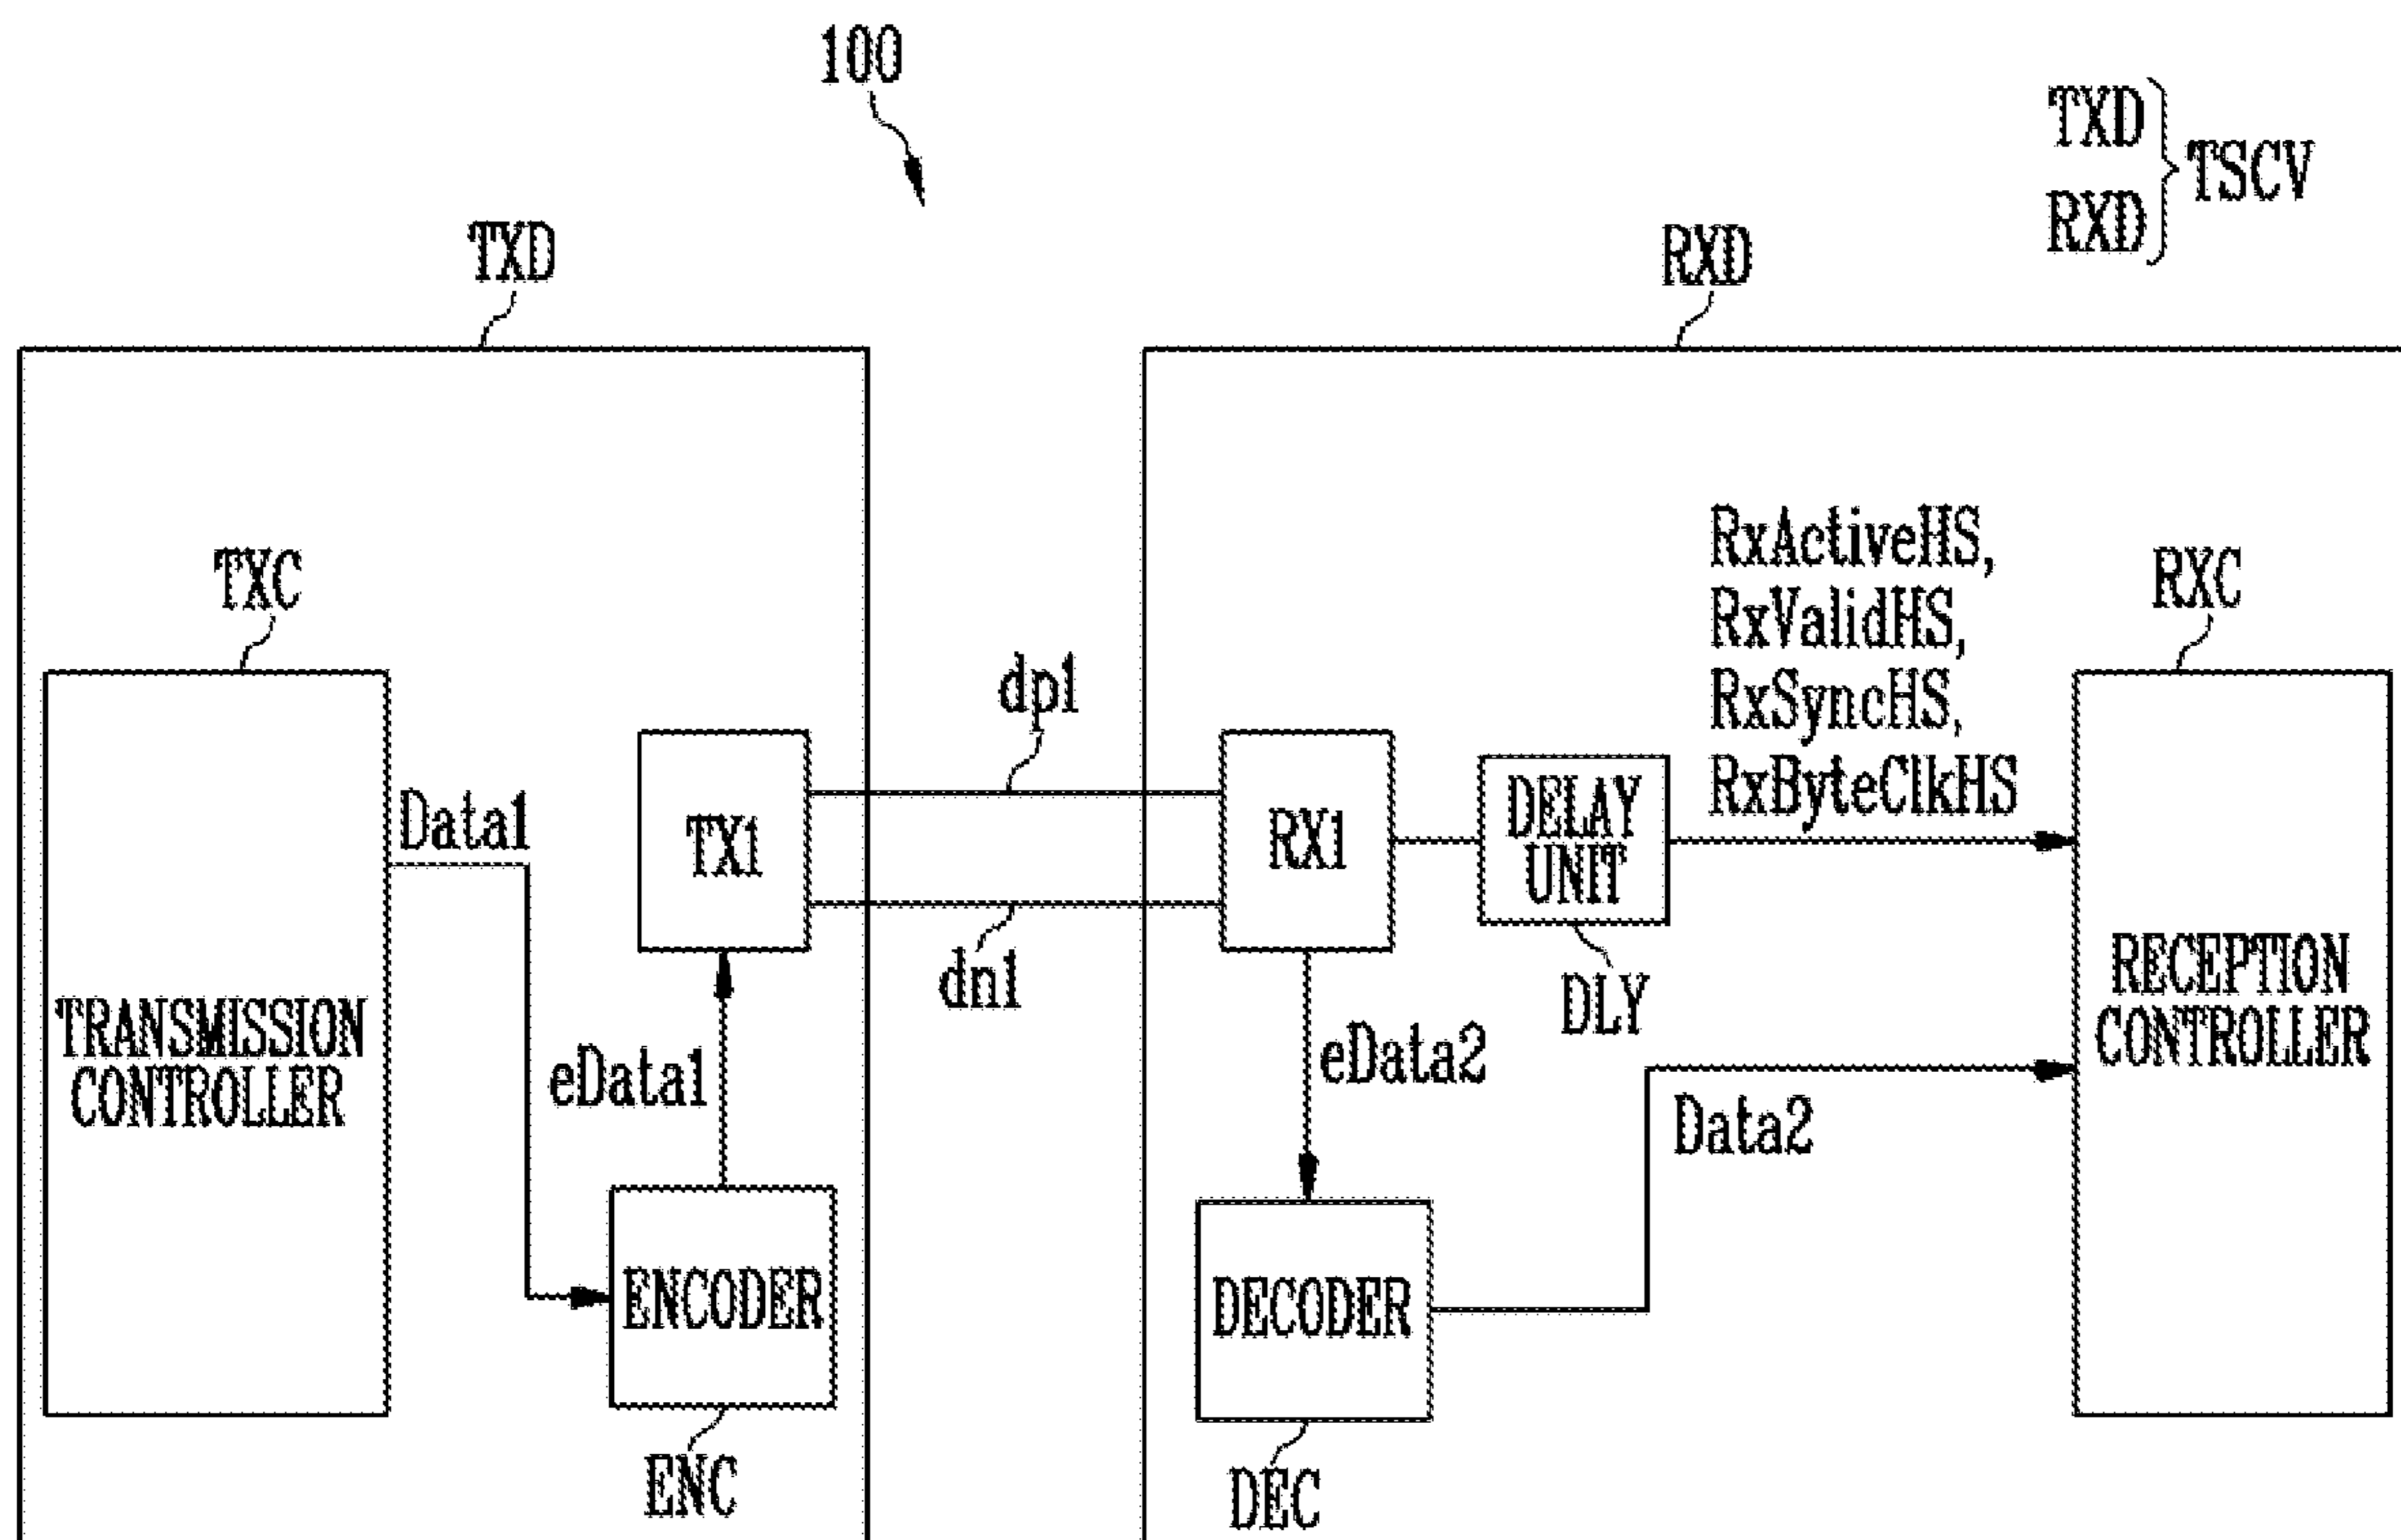 100
TXD
RXD
TSCV
TXD
RXD
TXC
RxActiveHS,
RxValidHS,
RxSyncHS,
RxByteClkHS
RXC
dp1
Data1
TX1
RX1
DELAY
UNIT
dn1
DLY
TRANSMISSION
CONTROLLER
eData1
eData2
RECEPTION
CONTROLLER
Data2
ENCODER
DECODER
ENC
DEC